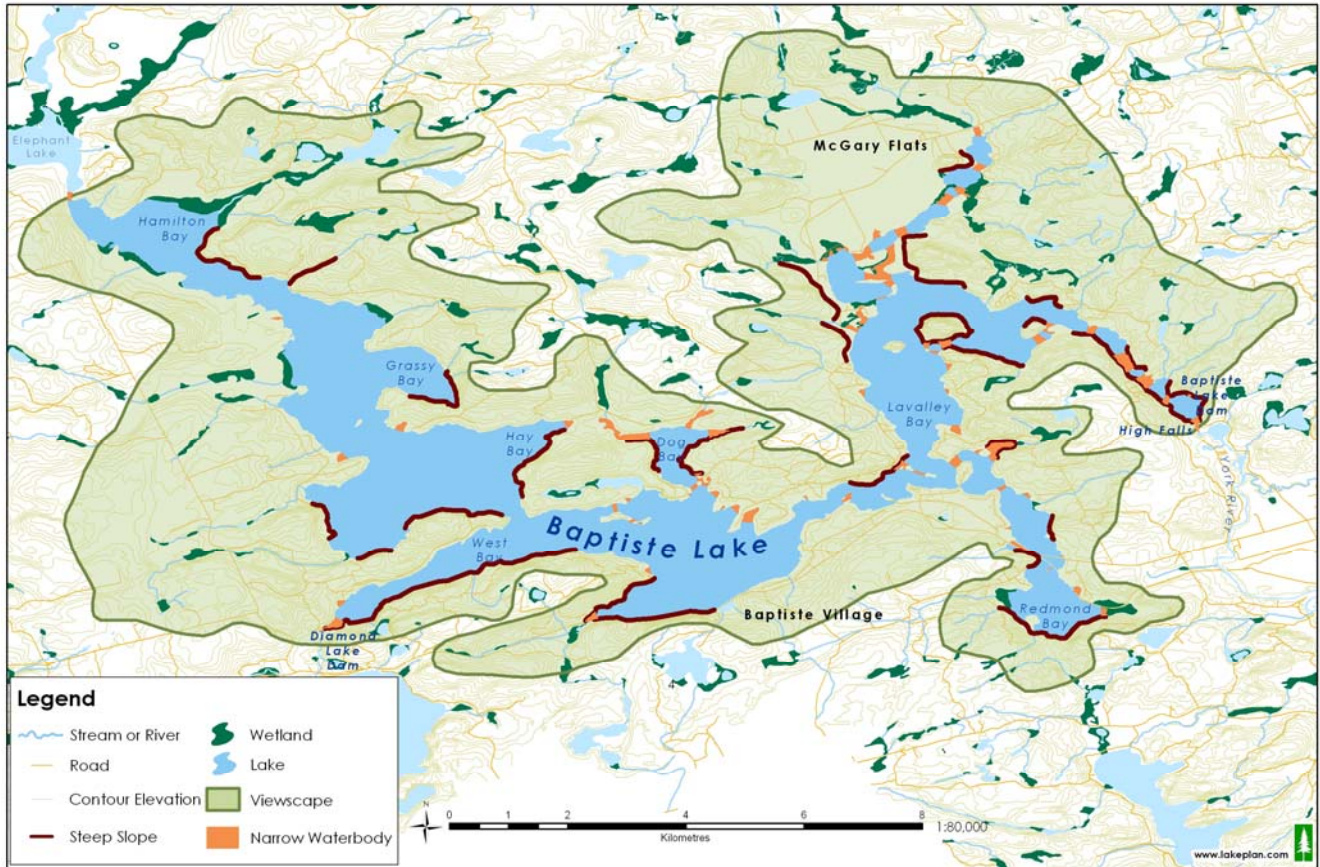 McGary Flats
Elephant
Lake
Hamilton
Bay
Grassy
Bay
Baptiste
Lake
Dam
High Falls
Lavalley
Bay
Hay
Bay
Dog
Bay
York River
Baptiste Lake
West
Bay
Baptiste Village
Redmond
Bay
Diamond
Lake
Dam
Legend
Stream or River
Wetland
Road
Lake
Contour Elevation
Viewscape
Steep Slope
Narrow Waterbody
N
0 1 2 4 6 8
Kilometres
1:80,000
4
www.lakeplan.com